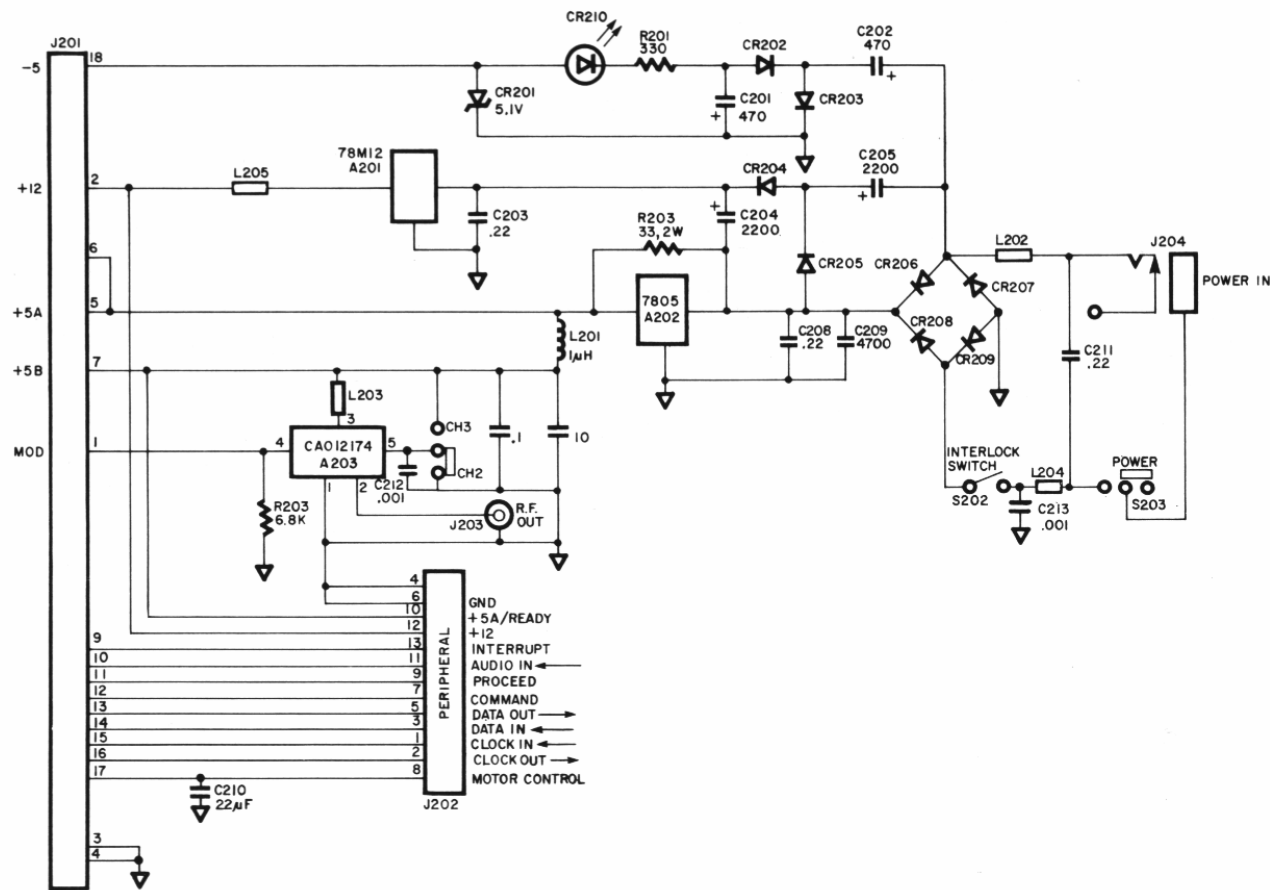 J201
-5
18
CR210
R201
330
CR202
C202
470
+
CR201
5.1V
C201
+
470
CR203
78M12
A201
L205
+12
2
C203
.22
CR204
C205
2200
+
R203
33,2W
+
C204
2200
CR205
6
5
+5A
7805
A202
L201
1µH
C208
.22
C209
4700
CR206
CR207
CR208
CR209
L202
J204
POWER IN
C211
.22
+5B
7
L203
3
CH3
.1
10
MOD
1
4
CA012174
A203
5
CH2
1
2
C212
.001
R203
6.8K
J203
R.F.
OUT
INTERLOCK
SWITCH
S202
L204
C213
.001
POWER
S203
PERIPHERAL
4
6 GND
10 +5A/READY
12 +12
9 13 INTERRUPT
10 11 AUDIO IN
11 9 PROCEED
12 7 COMMAND
13 5 DATA OUT
14 3 DATA IN
15 1 CLOCK IN
16 2 CLOCK OUT
17 8 MOTOR CONTROL
C210
22µF
J202
3
4